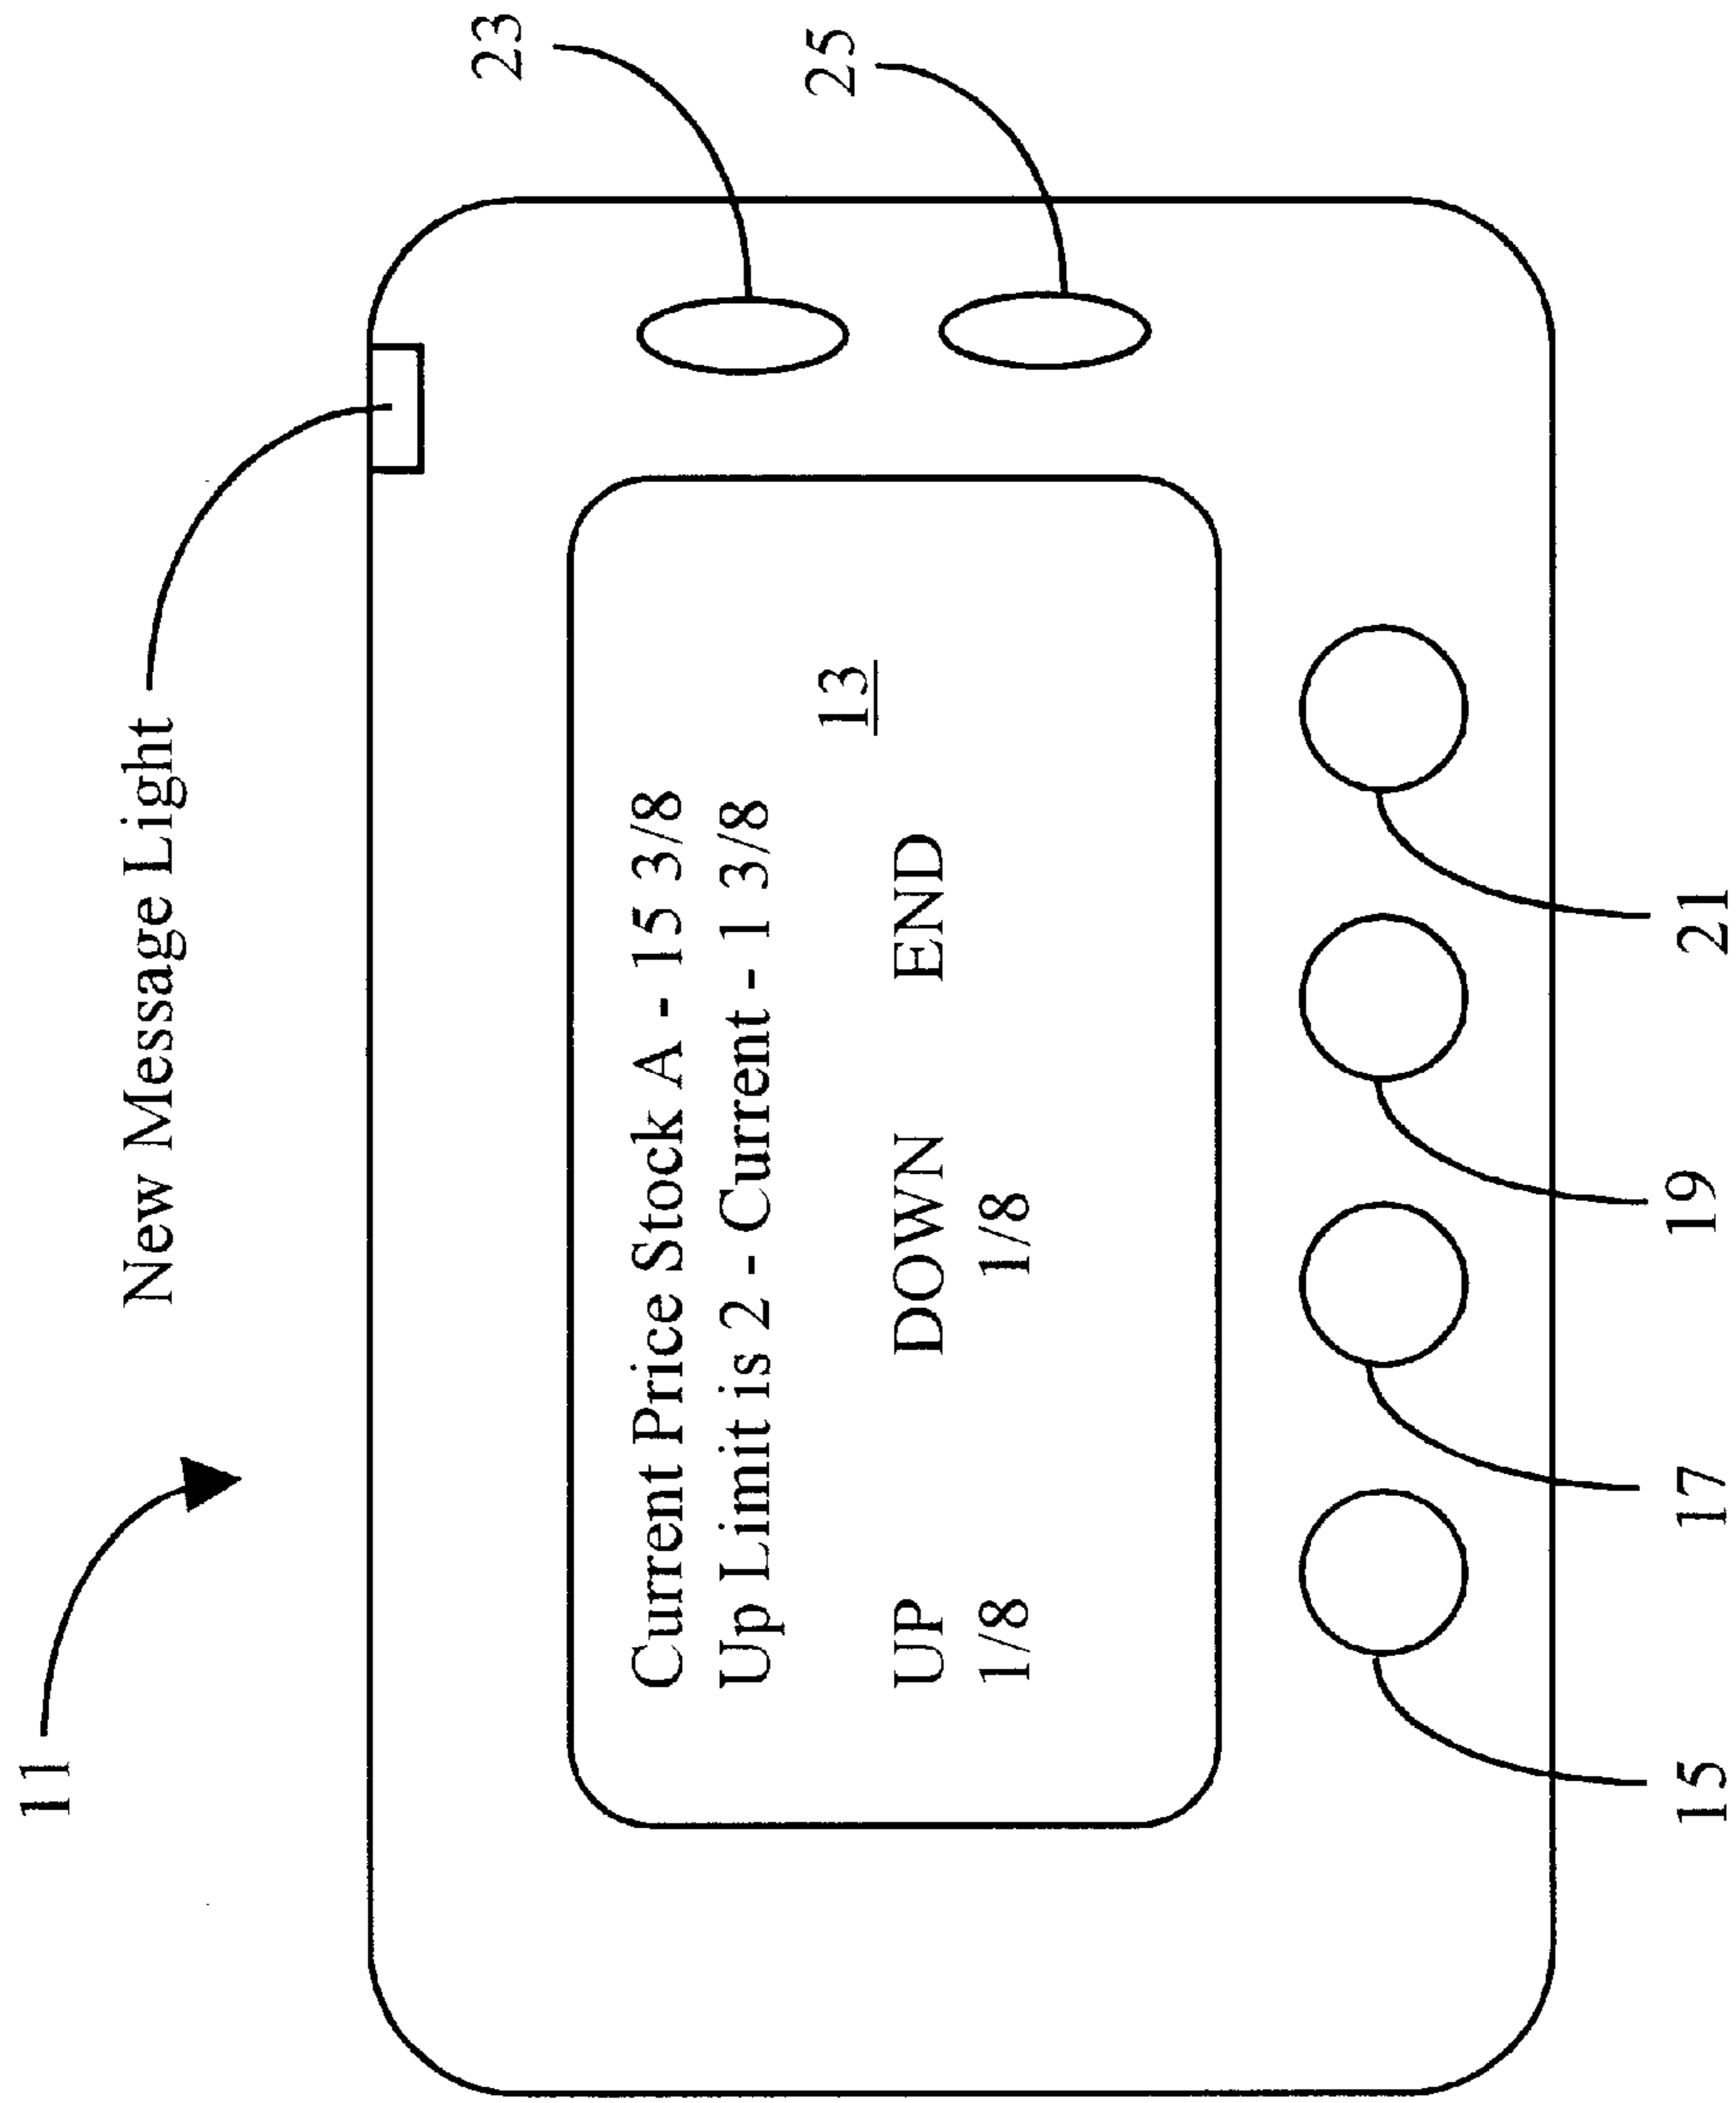 11
New Message Light
23
25
Current Price Stock A - 15 3/8
Up Limit is 2 - Current - 1 3/8
13
UP DOWN END
1/8 1/8
15 17 19 21